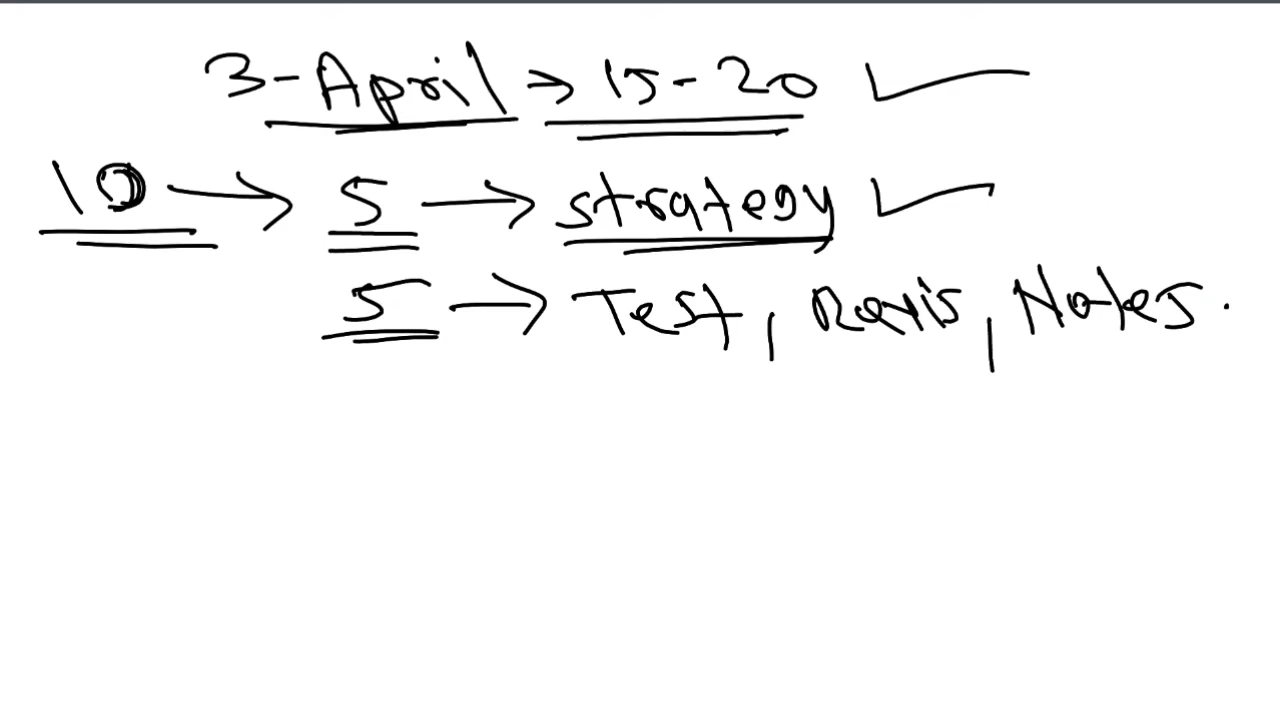 3-April → 15-20 ✓
10 → 5 → strategy ✓
5 → Test, Revis, Notes.